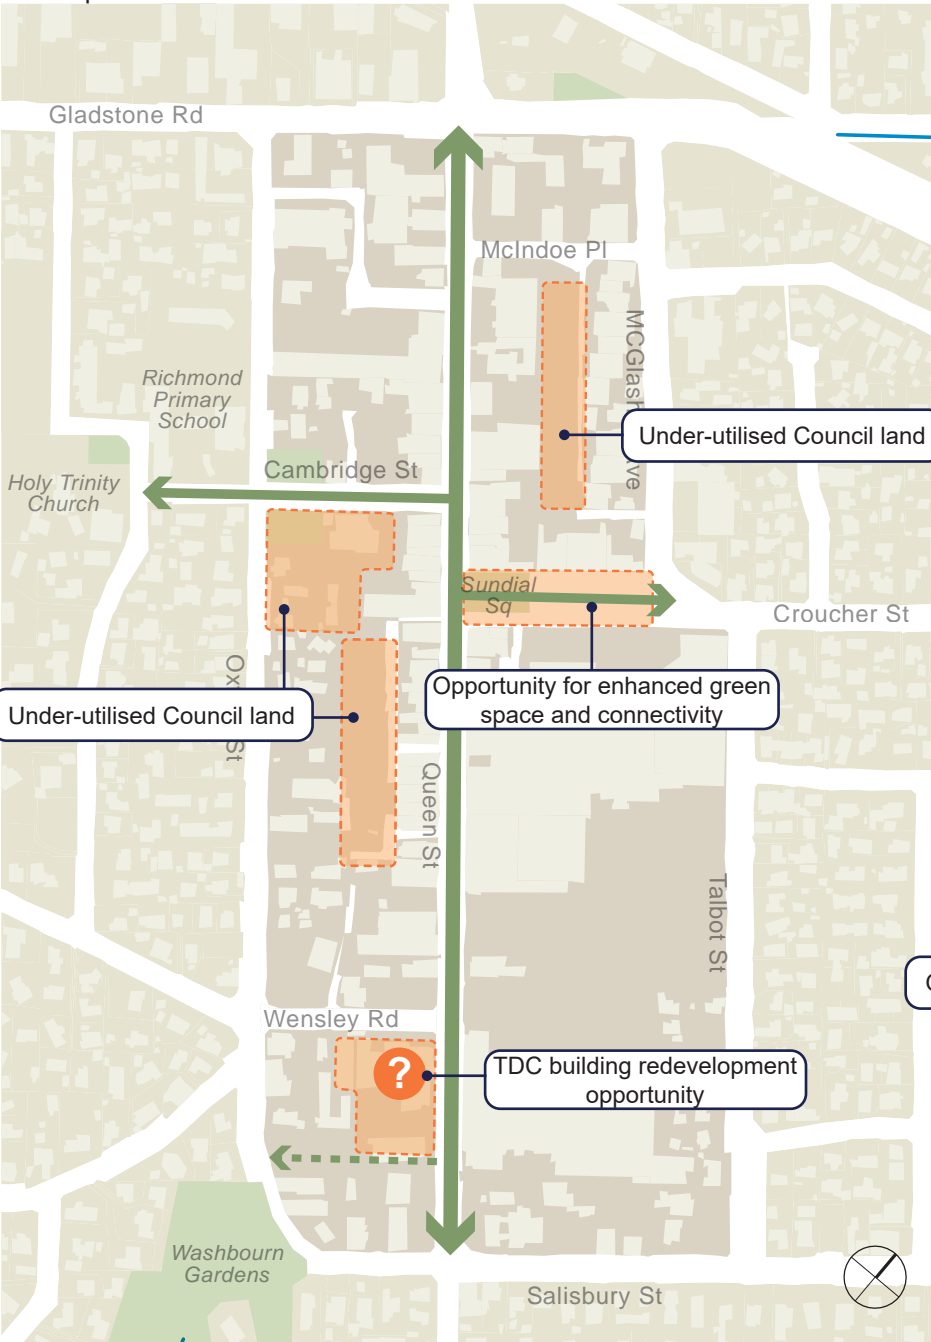 Gladstone Rd
McIndoe Pl
MCGlash
Ave
Richmond
Primary
School
Under-utilised Council land
Cambridge St
Holy Trinity
Church
Sundial
Sq
Croucher St
Ox
St
Opportunity for enhanced green
space and connectivity
Under-utilised Council land
Queen St
Talbot St
Wensley Rd
?
TDC building redevelopment
opportunity
Washbourn
Gardens
Salisbury St